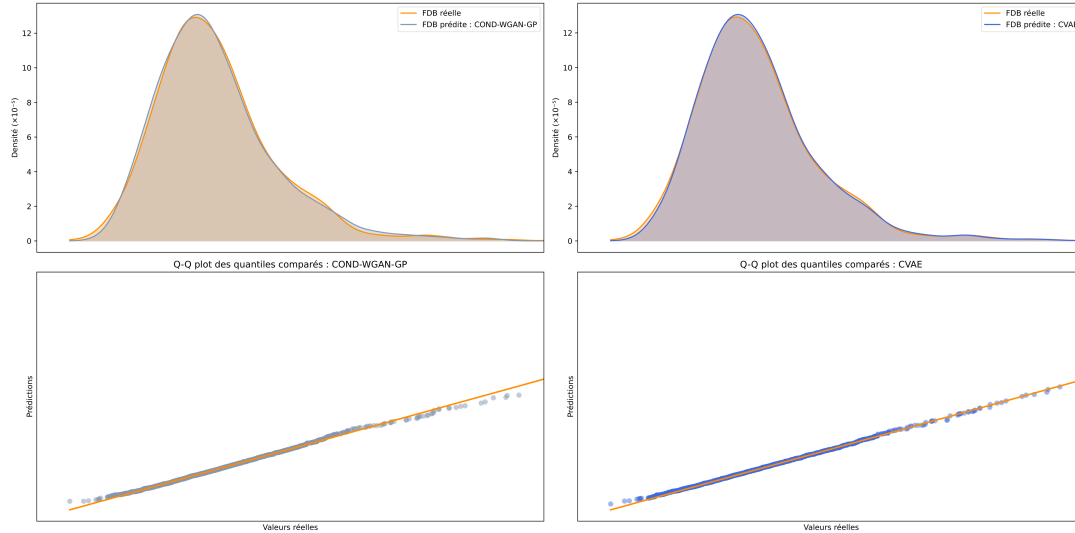 FDB réelle
FDB prédite : COND-WGAN-GP
Densité (×10⁻⁵)
12
10
8
6
4
2
0
FDB réelle
FDB prédite : CVAE
Densité (×10⁻⁵)
12
10
8
6
4
2
0
Q-Q plot des quantiles comparés : COND-WGAN-GP
Prédictions
Valeurs réelles
Q-Q plot des quantiles comparés : CVAE
Prédictions
Valeurs réelles